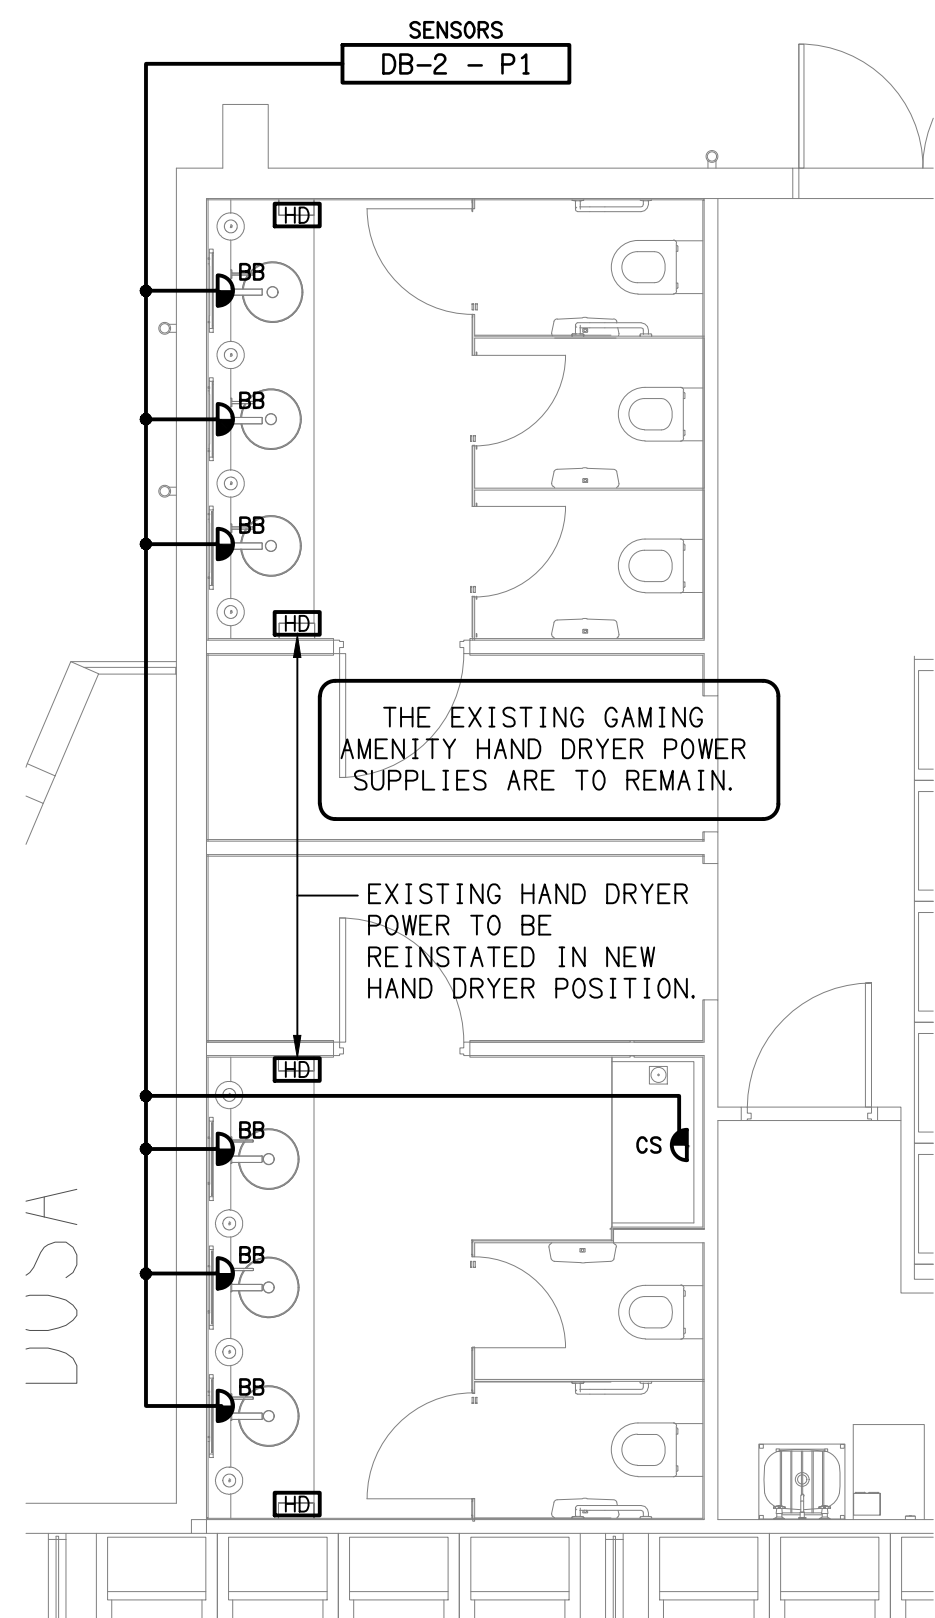 SENSORS
DB-2 - P1
HD
BB
BB
BB
HD
THE EXISTING GAMING
AMENITY HAND DRYER POWER
SUPPLIES ARE TO REMAIN.
EXISTING HAND DRYER
POWER TO BE
REINSTATED IN NEW
HAND DRYER POSITION.
HD
BB
CS
BB
BB
HD
DOSA